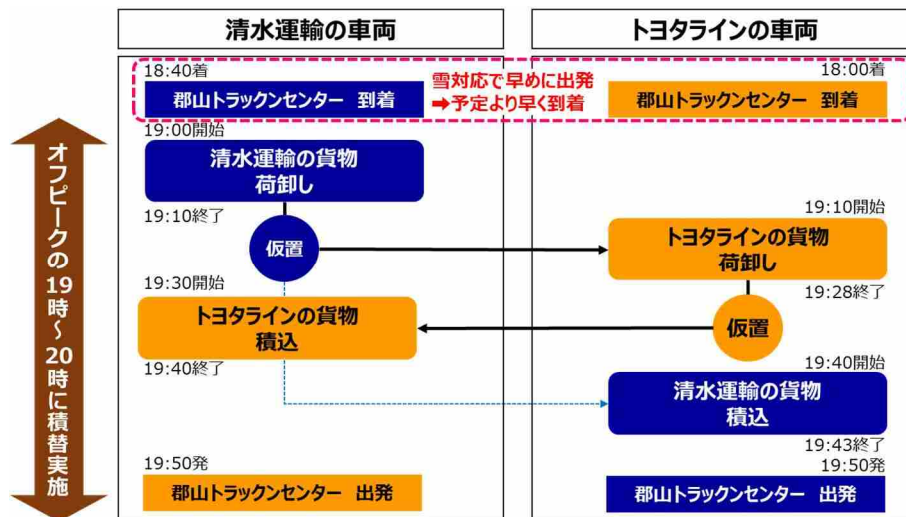 清水運輸の車両
トヨタラインの車両
18:40着
郡山トラックンセンター 到着
雪対応で早めに出発
➡予定より早く到着
18:00着
郡山トラックンセンター 到着
オフピークの19時～20時に積替実施
19:00開始
清水運輸の貨物
荷卸し
19:10終了
仮置
19:10開始
トヨタラインの貨物
荷卸し
19:28終了
仮置
19:30開始
トヨタラインの貨物
積込
19:40終了
19:40開始
清水運輸の貨物
積込
19:43終了
19:50発
郡山トラックンセンター 出発
19:50発
郡山トラックンセンター 出発